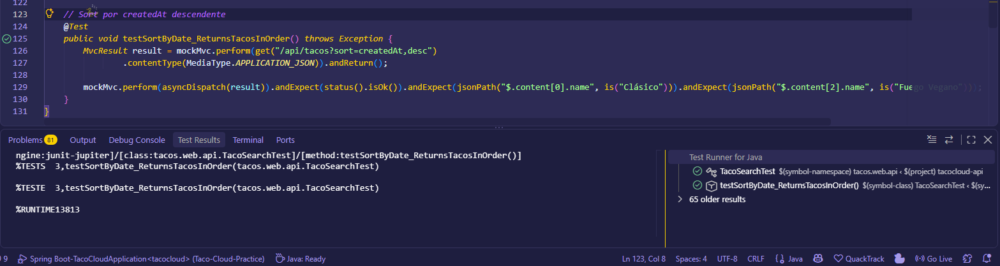 122
123 // Sort por createdAt descendente
124 @Test
125 public void testSortByDate_ReturnsTacosInOrder() throws Exception {
126 MvcResult result = mockMvc.perform(get("/api/tacos?sort=createdAt,desc")
127 .contentType(MediaType.APPLICATION_JSON)).andReturn();
128
129 mockMvc.perform(asyncDispatch(result)).andExpect(status().isOk()).andExpect(jsonPath("$.content[0].name", is("Clásico"))).andExpect(jsonPath("$.content[2].name", is("Fuego Vegano")));
130 }
131 }
Problems 81 Output Debug Console Test Results Terminal Ports
ngine:junit-jupiter]/[class:tacos.web.api.TacoSearchTest]/[method:testSortByDate_ReturnsTacosInOrder()]
%TESTS 3,testSortByDate_ReturnsTacosInOrder(tacos.web.api.TacoSearchTest)
%TESTE 3,testSortByDate_ReturnsTacosInOrder(tacos.web.api.TacoSearchTest)
%RUNTIME13813
Test Runner for Java
TacoSearchTest $(symbol-namespace) tacos.web.api < $(project) tacocloud-api
testSortByDate_ReturnsTacosInOrder() $(symbol-class) TacoSearchTest < $(sy...
65 older results
9 Spring Boot-TacoCloudApplication<tacocloud> (Taco-Cloud-Practice) Java: Ready Ln 123, Col 8 Spaces: 4 UTF-8 CRLF {} Java QuackTrack Go Live